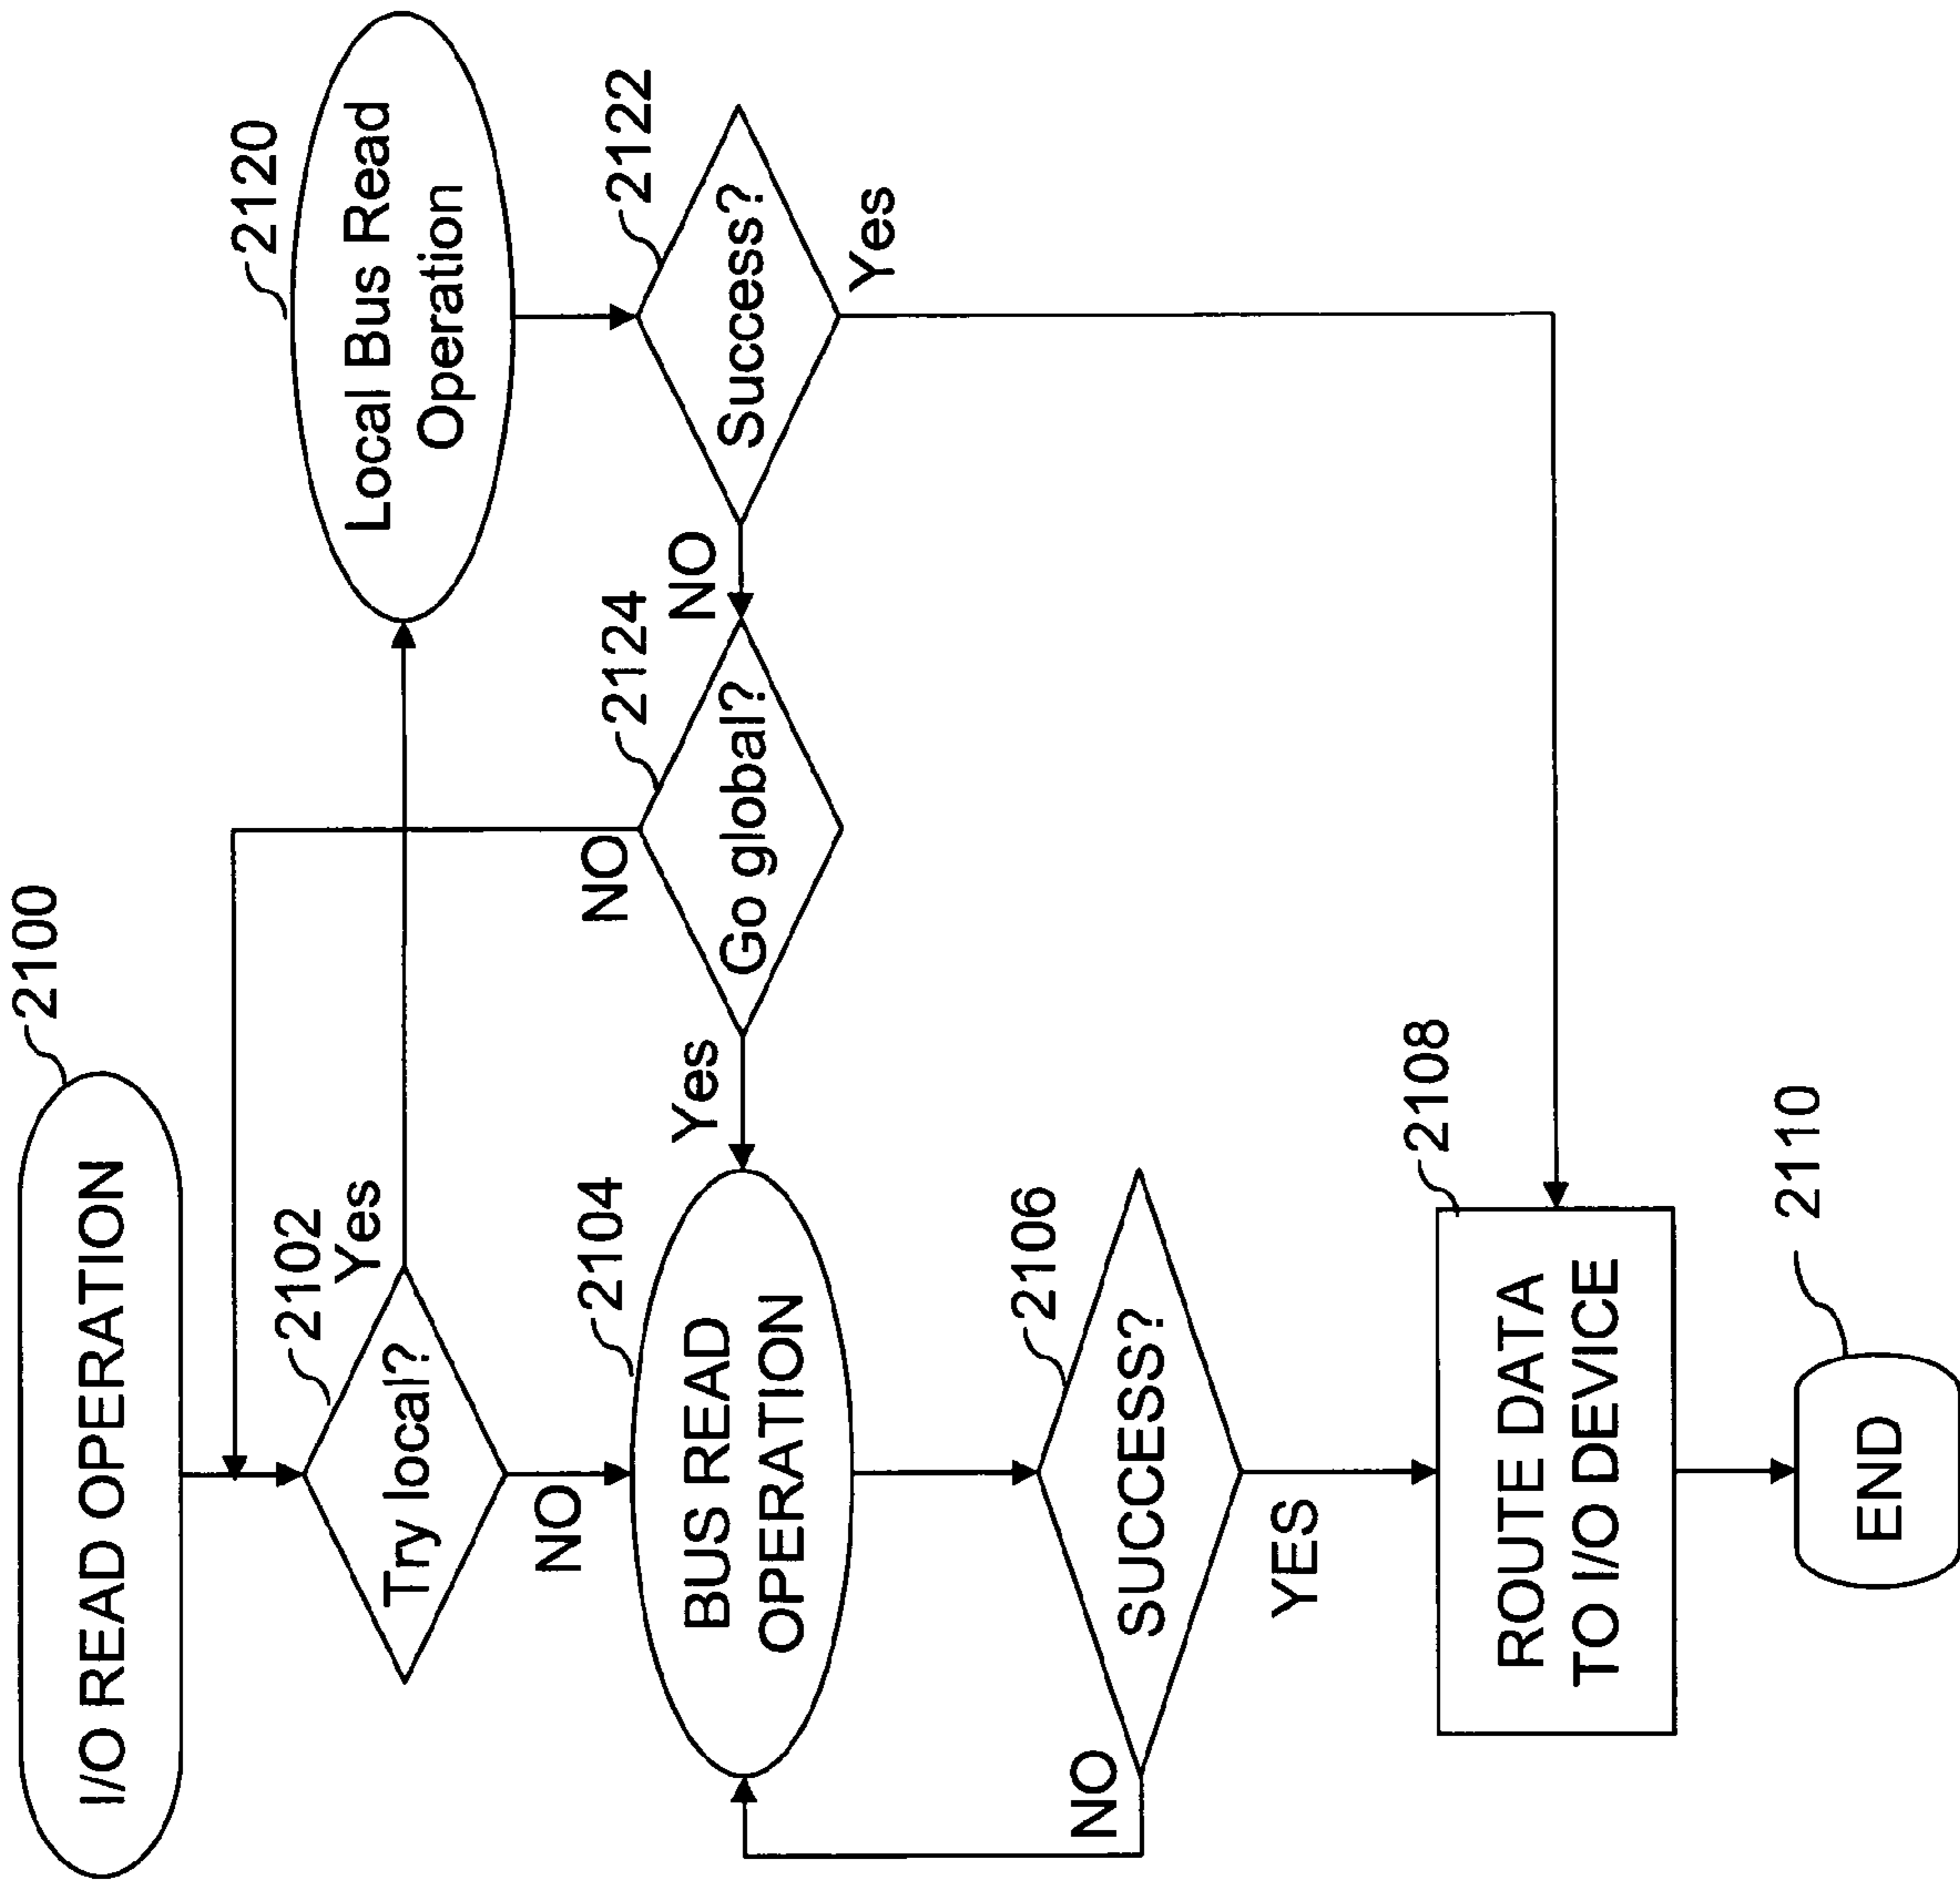 I/O READ OPERATION
2100
Try local?
2102
Yes
NO
Local Bus Read
Operation
2120
Success?
2122
Yes
NO
Go global?
2124
NO
Yes
BUS READ
OPERATION
2104
SUCCESS?
2106
NO
YES
ROUTE DATA
TO I/O DEVICE
2108
END
2110